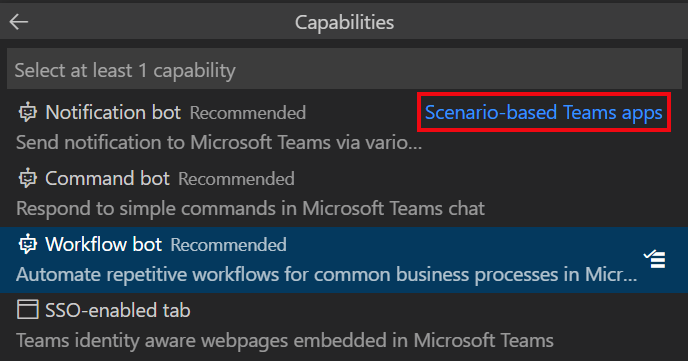 Capabilities
Select at least 1 capability
Notification bot Recommended Scenario-based Teams apps
Send notification to Microsoft Teams via vario...
Command bot Recommended
Respond to simple commands in Microsoft Teams chat
Workflow bot Recommended
Automate repetitive workflows for common business processes in Micr...
SSO-enabled tab
Teams identity aware webpages embedded in Microsoft Teams